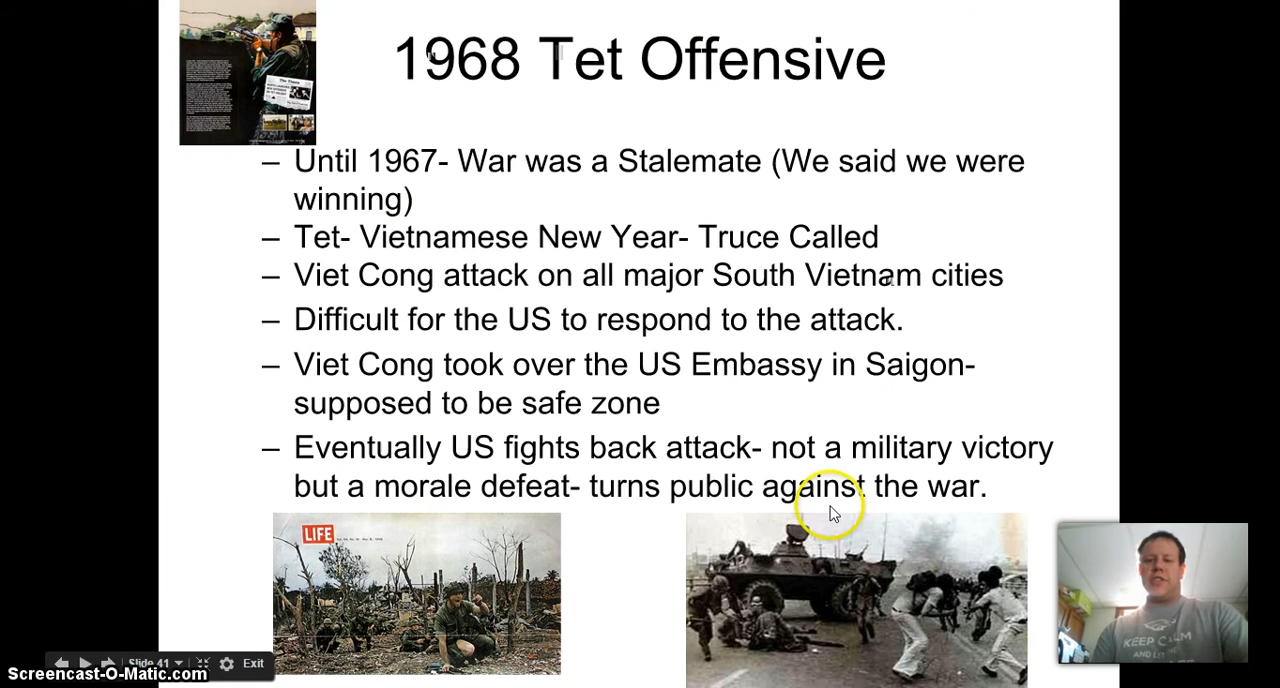 1968 Tet Offensive
– Until 1967- War was a Stalemate (We said we were
winning)
– Tet- Vietnamese New Year- Truce Called
– Viet Cong attack on all major South Vietnam cities
– Difficult for the US to respond to the attack.
– Viet Cong took over the US Embassy in Saigon-
supposed to be safe zone
– Eventually US fights back attack- not a military victory
but a morale defeat- turns public against the war.
LIFE
KEEP CALM
Slide 41
Exit
Screencast-O-Matic.com